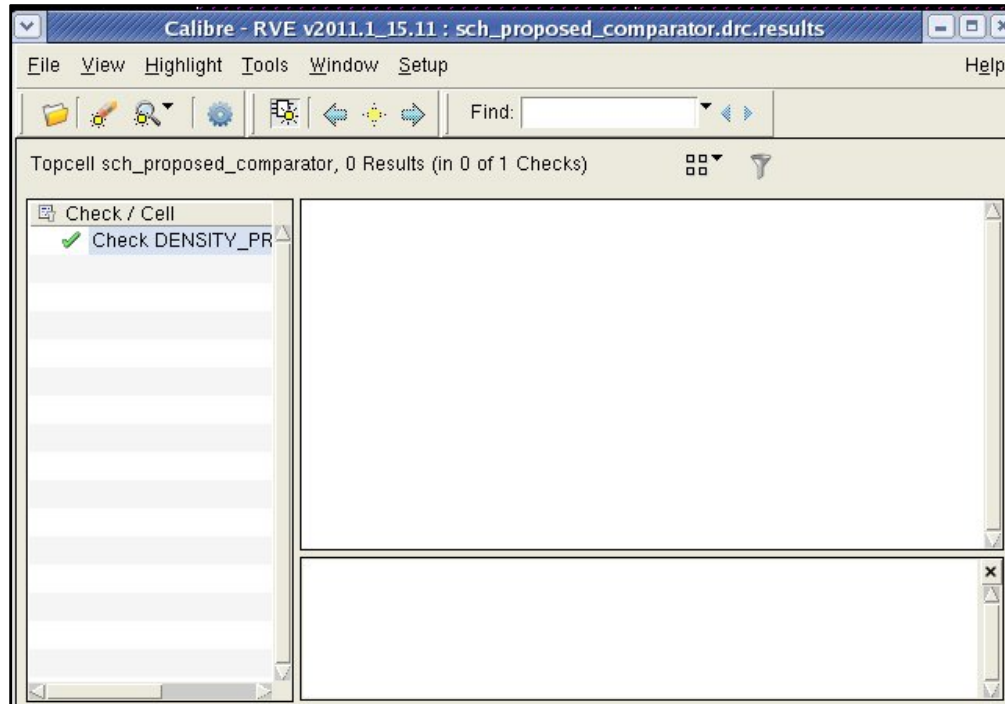 Calibre - RVE v2011.1_15.11 : sch_proposed_comparator.drc.results
File View Highlight Tools Window Setup Help
Find:
Topcell sch_proposed_comparator, 0 Results (in 0 of 1 Checks)
Check / Cell
Check DENSITY_PR